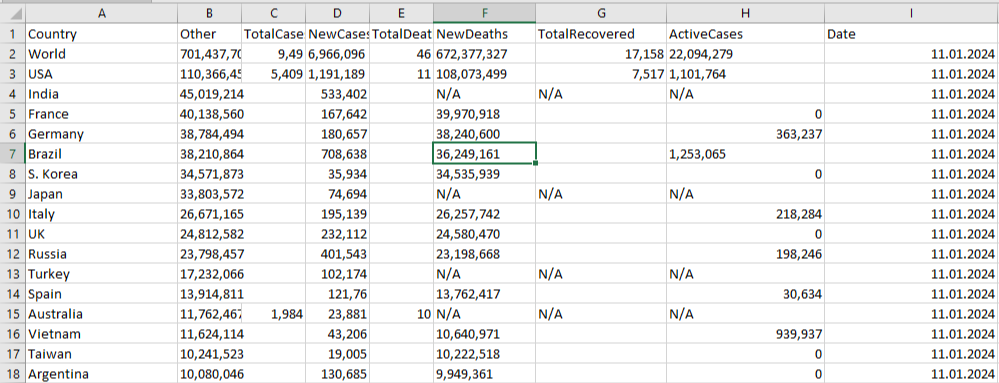 A B C D E F G H I
1 Country Other TotalCase NewCases TotalDeat NewDeaths TotalRecovered ActiveCases Date
2 World 701,437,70 9,49 6,966,096 46 672,377,327 17,158 22,094,279 11.01.2024
3 USA 110,366,45 5,409 1,191,189 11 108,073,499 7,517 1,101,764 11.01.2024
4 India 45,019,214 533,402 N/A N/A N/A 11.01.2024
5 France 40,138,560 167,642 39,970,918 0 11.01.2024
6 Germany 38,784,494 180,657 38,240,600 363,237 11.01.2024
7 Brazil 38,210,864 708,638 36,249,161 1,253,065 11.01.2024
8 S. Korea 34,571,873 35,934 34,535,939 0 11.01.2024
9 Japan 33,803,572 74,694 N/A N/A N/A 11.01.2024
10 Italy 26,671,165 195,139 26,257,742 218,284 11.01.2024
11 UK 24,812,582 232,112 24,580,470 0 11.01.2024
12 Russia 23,798,457 401,543 23,198,668 198,246 11.01.2024
13 Turkey 17,232,066 102,174 N/A N/A N/A 11.01.2024
14 Spain 13,914,811 121,76 13,762,417 30,634 11.01.2024
15 Australia 11,762,467 1,984 23,881 10 N/A N/A N/A 11.01.2024
16 Vietnam 11,624,114 43,206 10,640,971 939,937 11.01.2024
17 Taiwan 10,241,523 19,005 10,222,518 0 11.01.2024
18 Argentina 10,080,046 130,685 9,949,361 0 11.01.2024